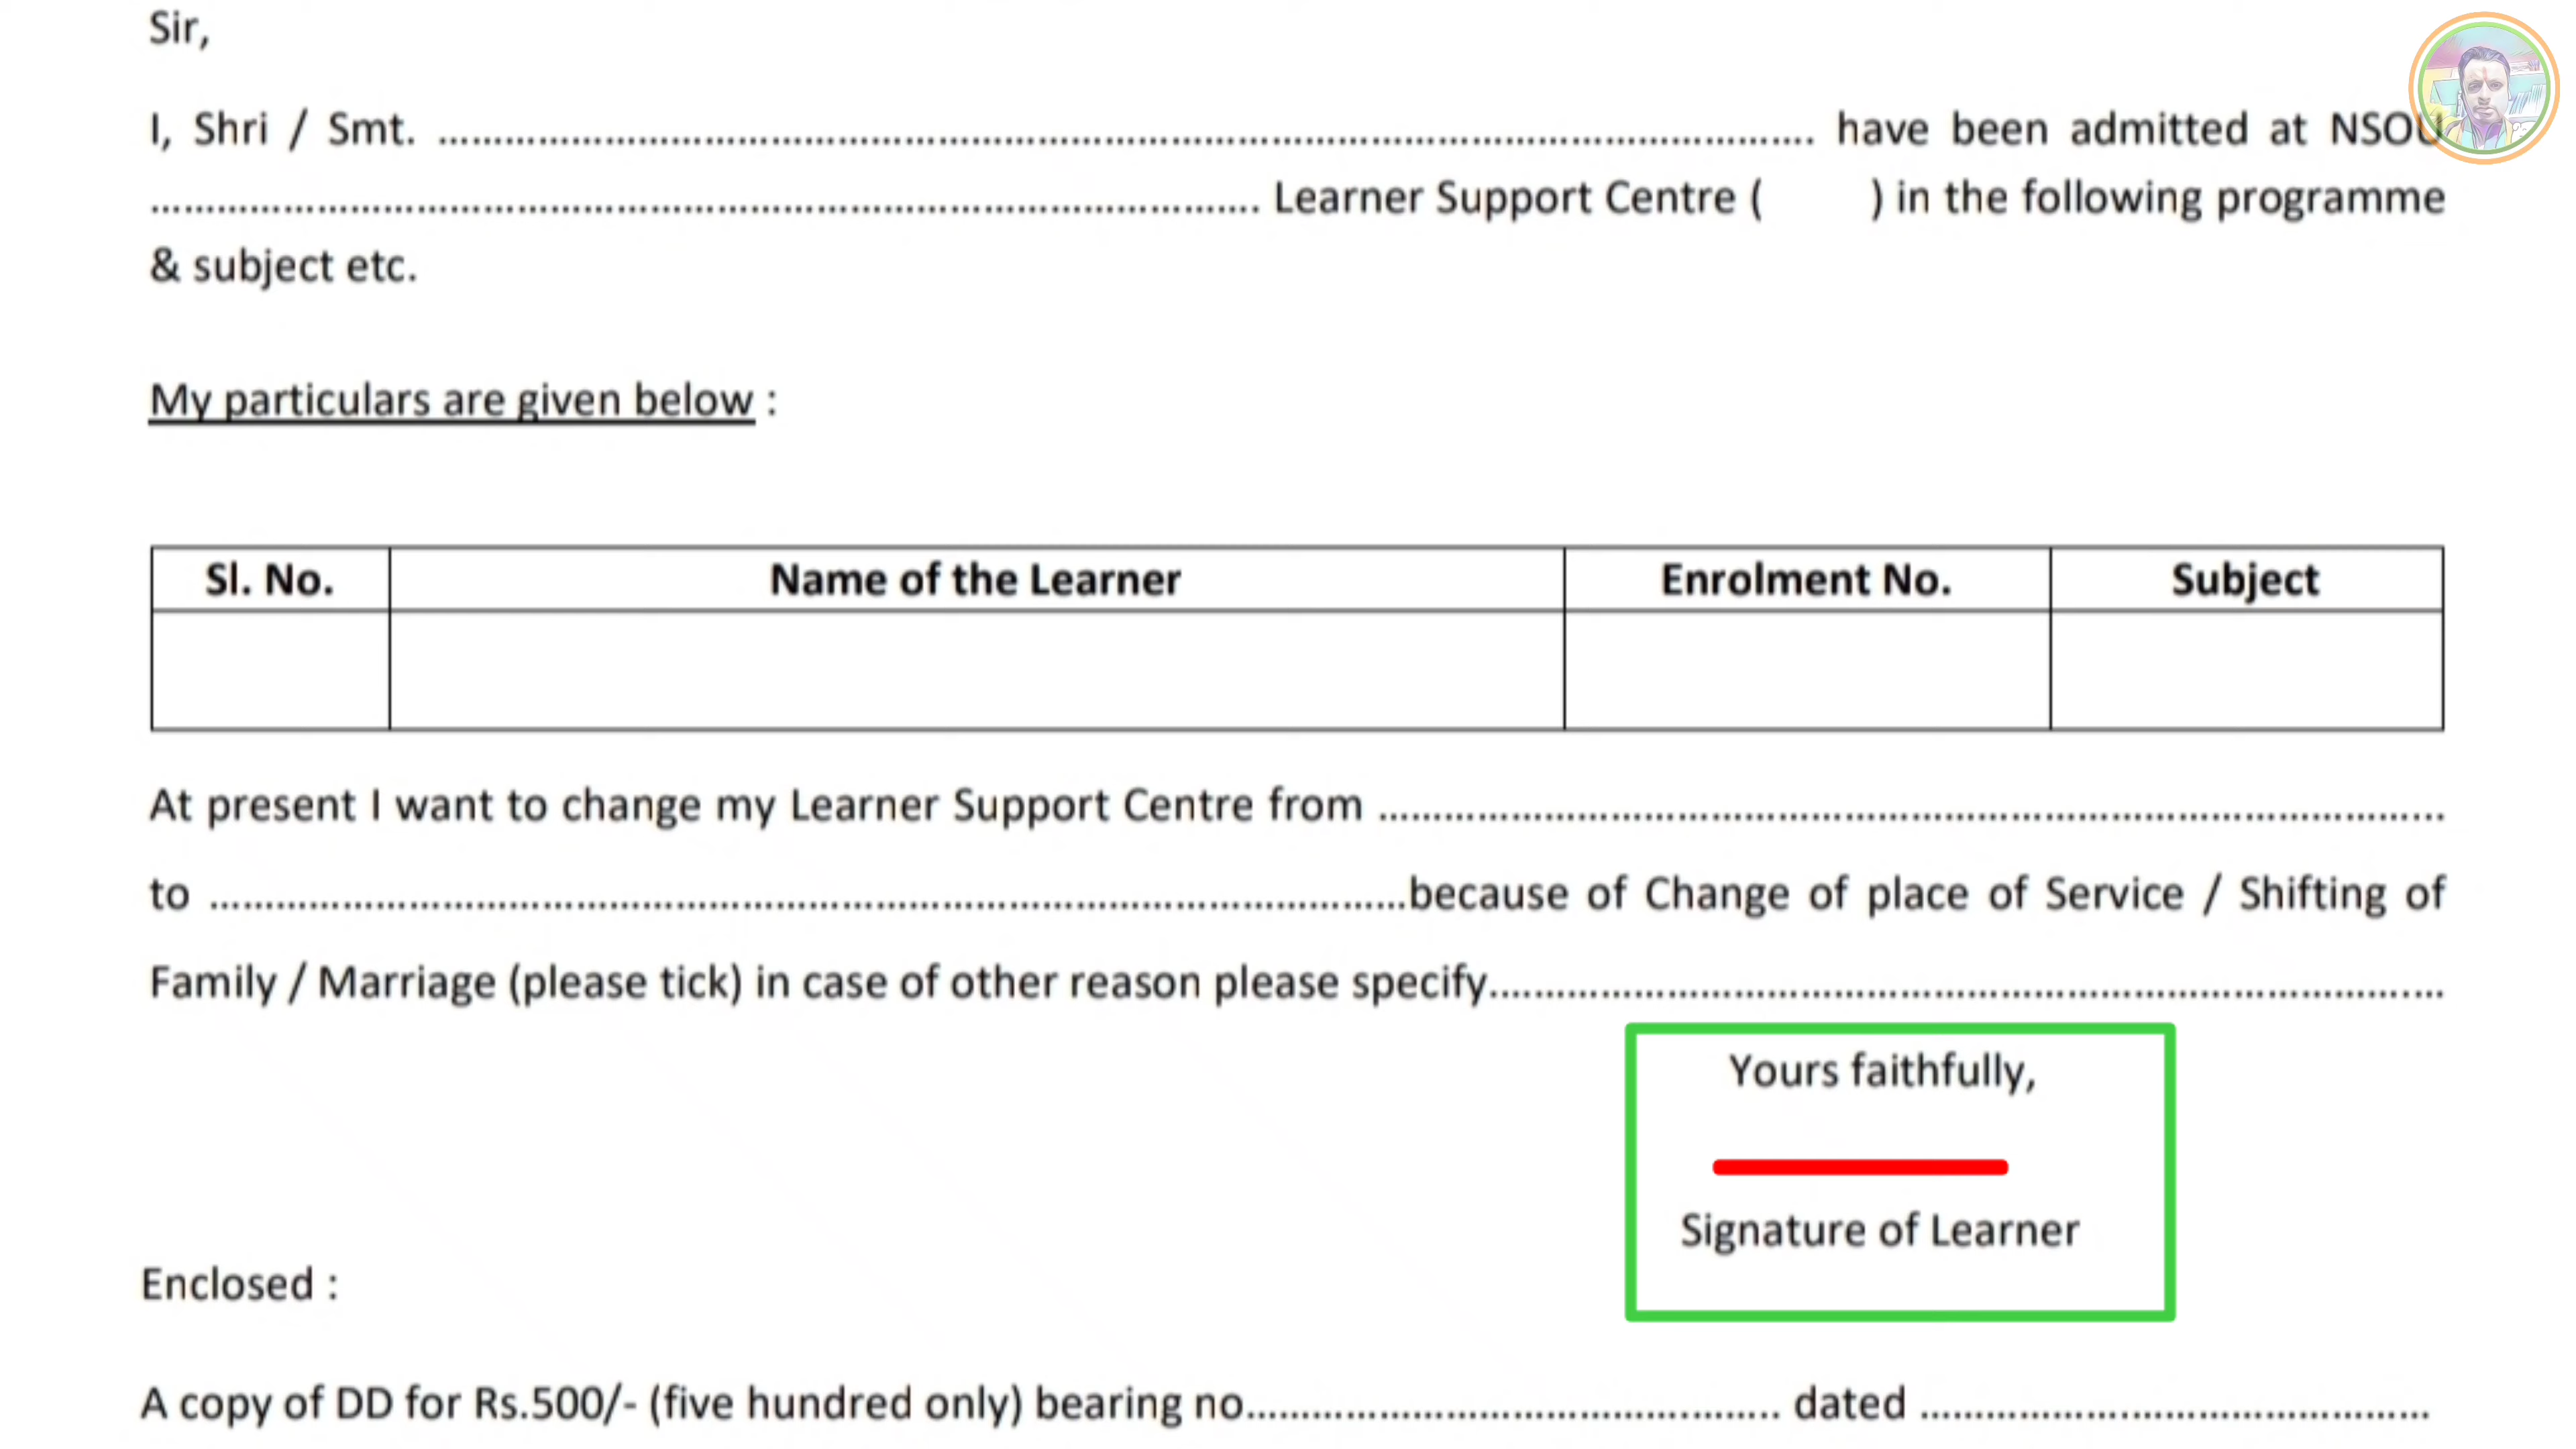 Sir,
I, Shri / Smt. ........................................................................................................................ have been admitted at NSOU
................................................................................................. Learner Support Centre (        ) in the following programme
& subject etc.
My particulars are given below :
Sl. No. Name of the Learner Enrolment No. Subject
At present I want to change my Learner Support Centre from .............................................................................................
to ........................................................................................................because of Change of place of Service / Shifting of
Family / Marriage (please tick) in case of other reason please specify...................................................................................
Yours faithfully,
Signature of Learner
Enclosed :
A copy of DD for Rs.500/- (five hundred only) bearing no............................................... dated .............................................